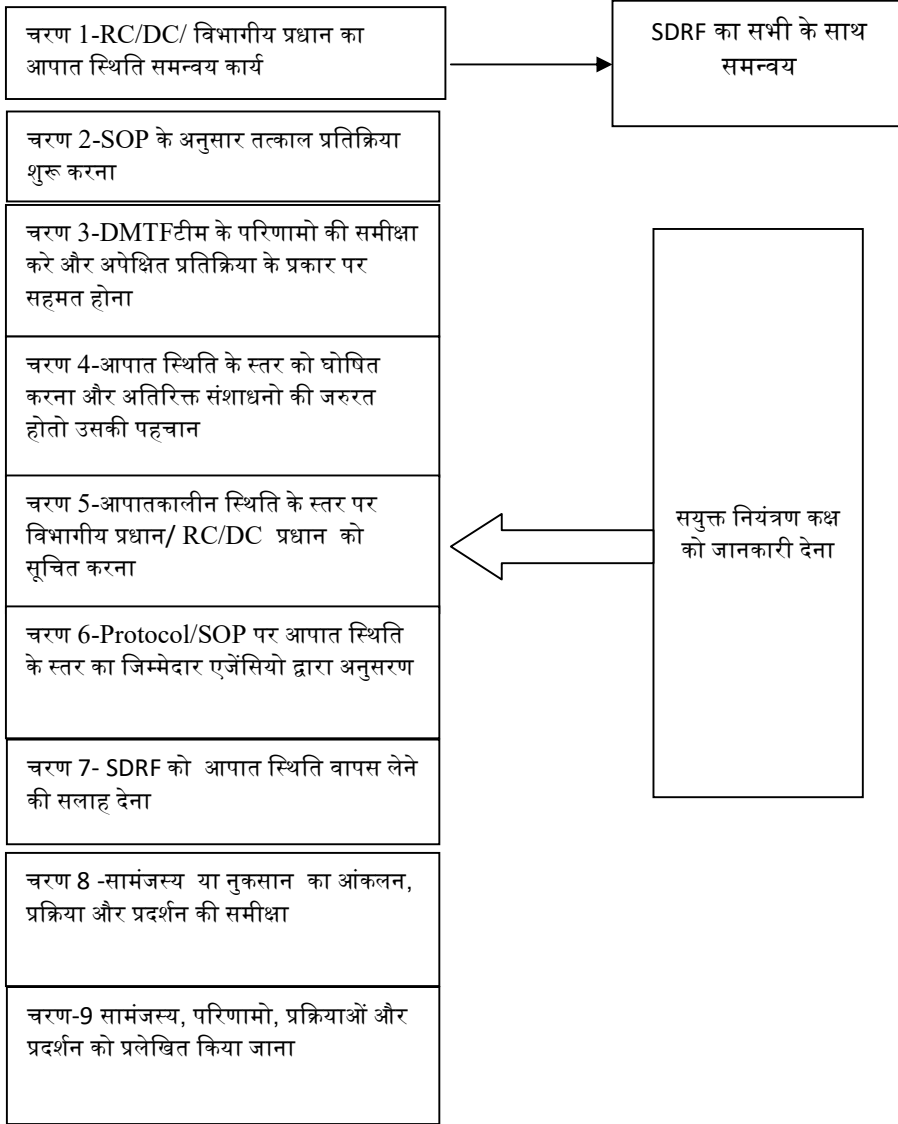 चरण 1-RC/DC/ विभागीय प्रधान का
आपात स्थिति समन्वय कार्य
SDRF का सभी के साथ
समन्वय
चरण 2-SOP के अनुसार तत्काल प्रतिक्रिया
शुरू करना
चरण 3-DMTFटीम के परिणामो की समीक्षा
करे और अपेक्षित प्रतिक्रिया के प्रकार पर
सहमत होना
चरण 4-आपात स्थिति के स्तर को घोषित
करना और अतिरिक्त संशाधनो की जरुरत
होतो उसकी पहचान
चरण 5-आपातकालीन स्थिति के स्तर पर
विभागीय प्रधान/ RC/DC प्रधान को
सूचित करना
सयुक्त नियंत्रण कक्ष
को जानकारी देना
चरण 6-Protocol/SOP पर आपात स्थिति
के स्तर का जिम्मेदार एजेंसियो द्वारा अनुसरण
चरण 7- SDRF को आपात स्थिति वापस लेने
की सलाह देना
चरण 8 -सामंजस्य या नुकसान का आंकलन,
प्रक्रिया और प्रदर्शन की समीक्षा
चरण-9 सामंजस्य, परिणामो, प्रक्रियाओं और
प्रदर्शन को प्रलेखित किया जाना